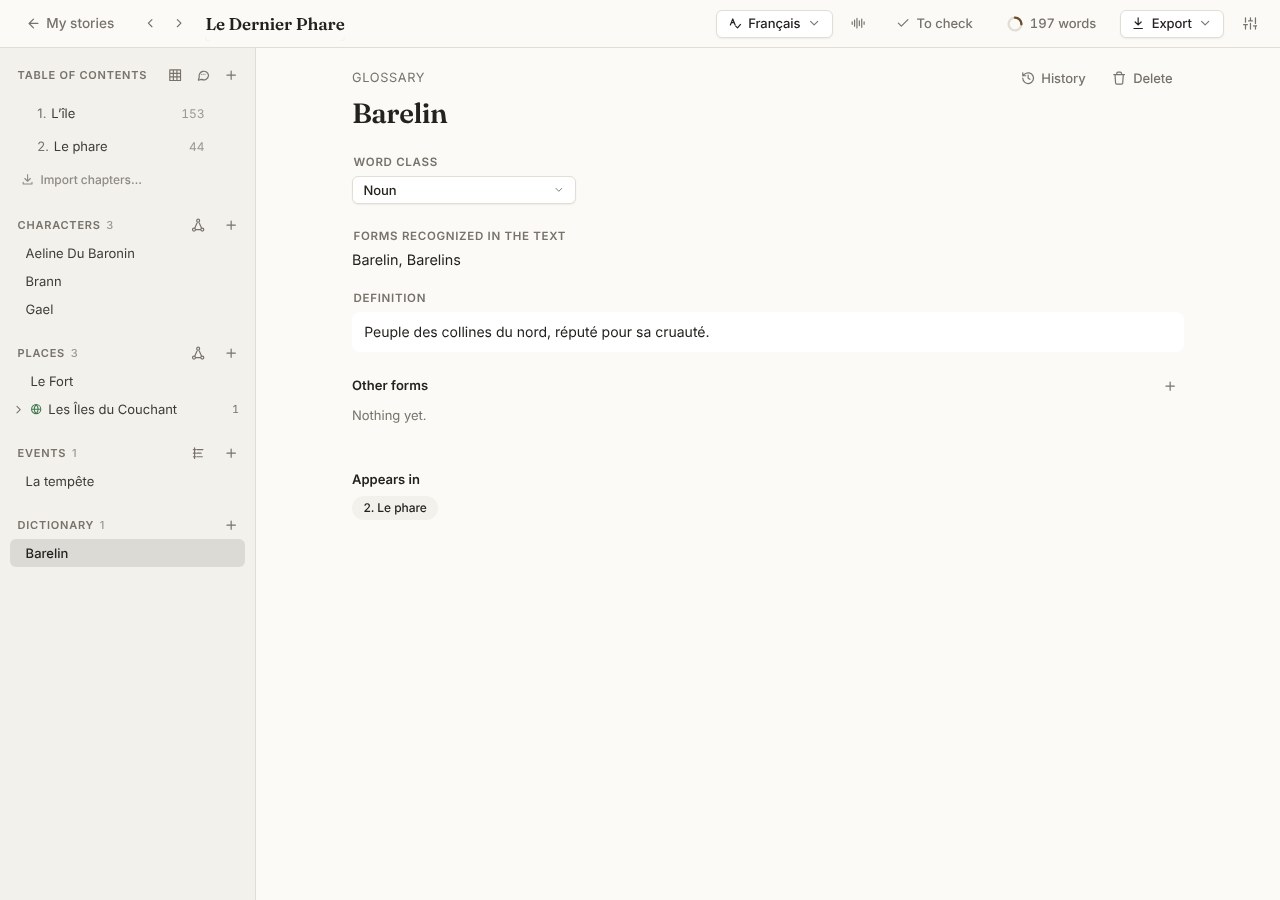 My stories
Le Dernier Phare
Français
To check
197 words
Export
TABLE OF CONTENTS
1. L'île 153
2. Le phare 44
Import chapters...
CHARACTERS 3
Aeline Du Baronin
Brann
Gael
PLACES 3
Le Fort
Les Îles du Couchant 1
EVENTS 1
La tempête
DICTIONARY 1
Barelin
GLOSSARY
History
Delete
Barelin
WORD CLASS
Noun
FORMS RECOGNIZED IN THE TEXT
Barelin, Barelins
DEFINITION
Peuple des collines du nord, réputé pour sa cruauté.
Other forms
Nothing yet.
Appears in
2. Le phare